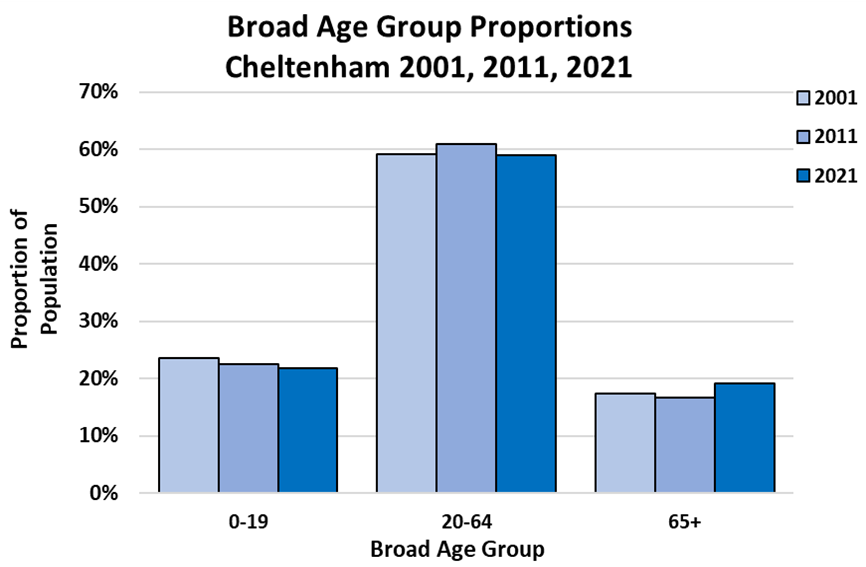 Broad Age Group Proportions
Cheltenham 2001, 2011, 2021
70%
60%
50%
40%
30%
20%
10%
0%
Proportion of
Population
0-19
20-64
65+
Broad Age Group
2001
2011
2021